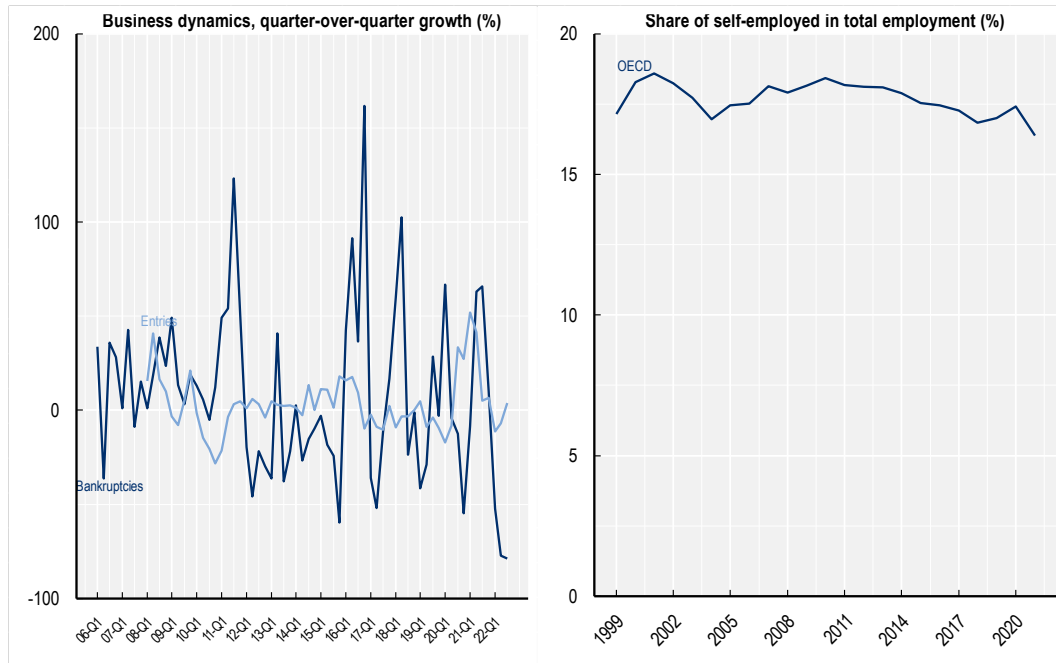 Business dynamics, quarter-over-quarter growth (%)
200
100
0
-100
Entries
Bankruptcies
06-Q1
07-Q1
08-Q1
09-Q1
10-Q1
11-Q1
12-Q1
13-Q1
14-Q1
15-Q1
16-Q1
17-Q1
18-Q1
19-Q1
20-Q1
21-Q1
22-Q1
Share of self-employed in total employment (%)
20
15
10
5
0
OECD
1999
2002
2005
2008
2011
2014
2017
2020